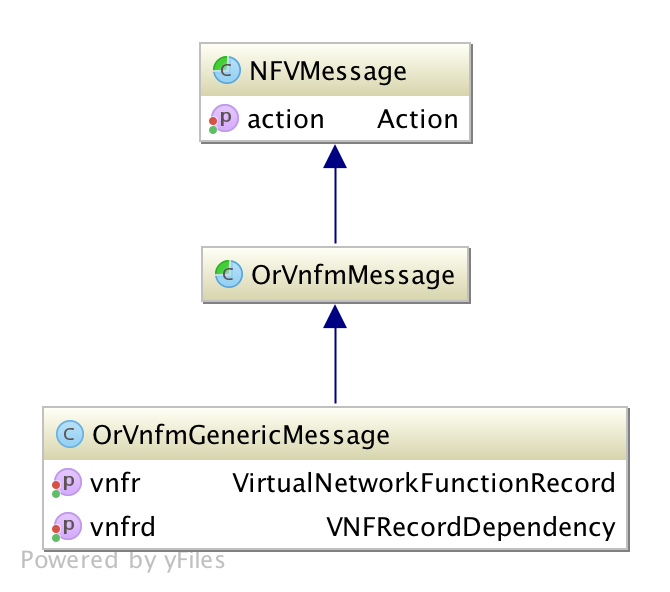 NFVMessage
action Action
OrVnfmMessage
OrVnfmGenericMessage
vnfr VirtualNetworkFunctionRecord
vnfrd VNFRecordDependency
Powered by yFiles